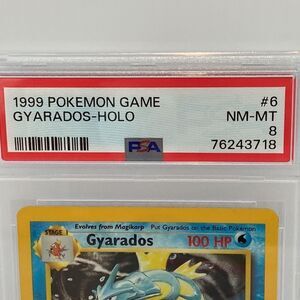 1999 POKEMON GAME #6
GYARADOS-HOLO NM-MT
8
PSA 76243718
Evolves from Magikarp Put Gyarados on the Basic Pokémon
STAGE 1
Gyarados 100 HP